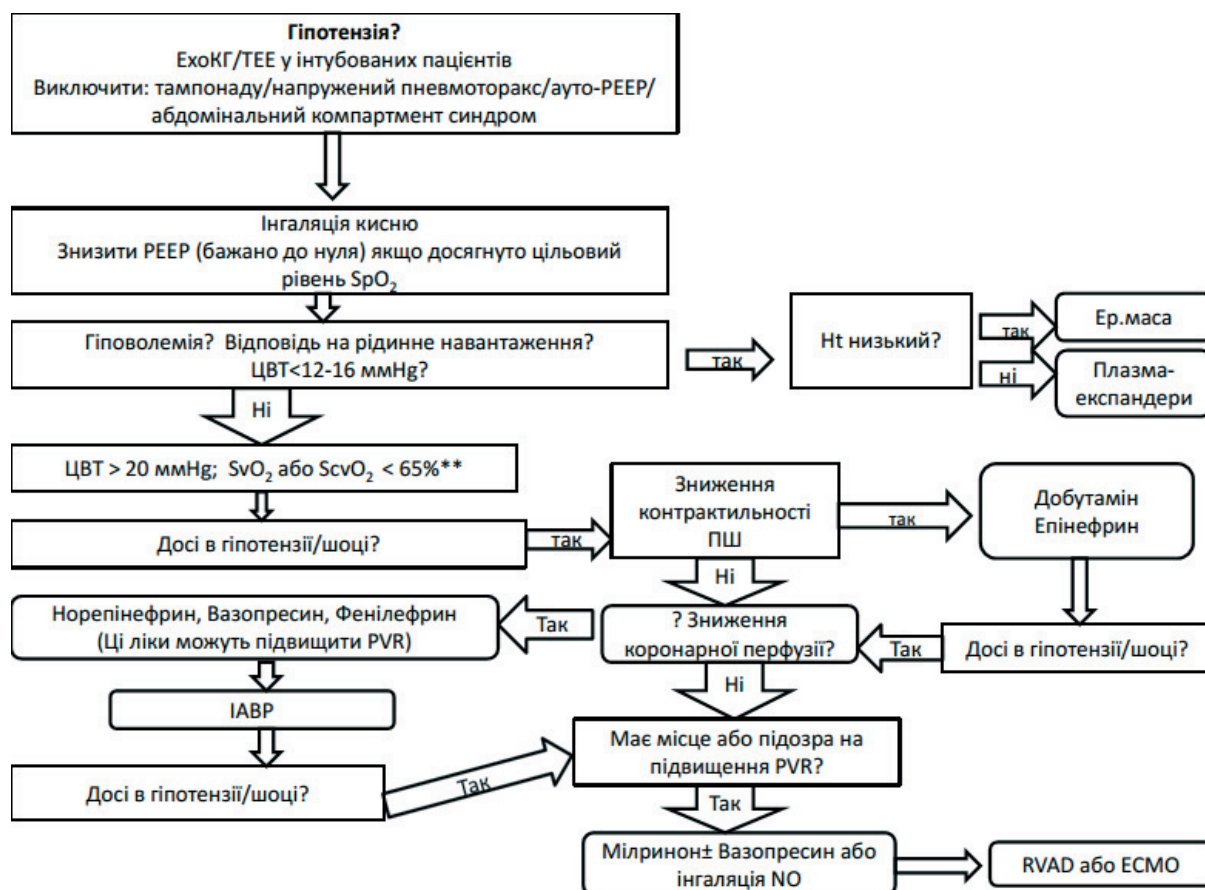 Гіпотензія?
ЕхоКГ/ТЕЕ у інтубованих пацієнтів
Виключити: тампонаду/напружений пневмоторакс/ауто-PEEP/
абдомінальний компартмент синдром
Інгаляція кисню
Знизити PEEP (бажано до нуля) якщо досягнуто цільовий
рівень SpO₂
Гіповолемія? Відповідь на рідинне навантаження?
ЦВТ<12-16 ммHg?
так
Ht низький?
так
Ер.маса
ні
Плазма-
експандери
Ні
ЦВТ > 20 ммHg; SvO₂ або ScvO₂ < 65%**
Досі в гіпотензії/шоці?
так
Зниження
контрактильності
ПШ
так
Добутамін
Епінефрин
Ні
Норепінефрин, Вазопресин, Фенілефрин
(Ці ліки можуть підвищити PVR)
Так
? Зниження
коронарної перфузії?
Так
Досі в гіпотензії/шоці?
Ні
IABP
Має місце або підозра на
підвищення PVR?
Досі в гіпотензії/шоці?
Так
Так
Мілринон± Вазопресин або
інгаляція NO
RVAD або ECMO